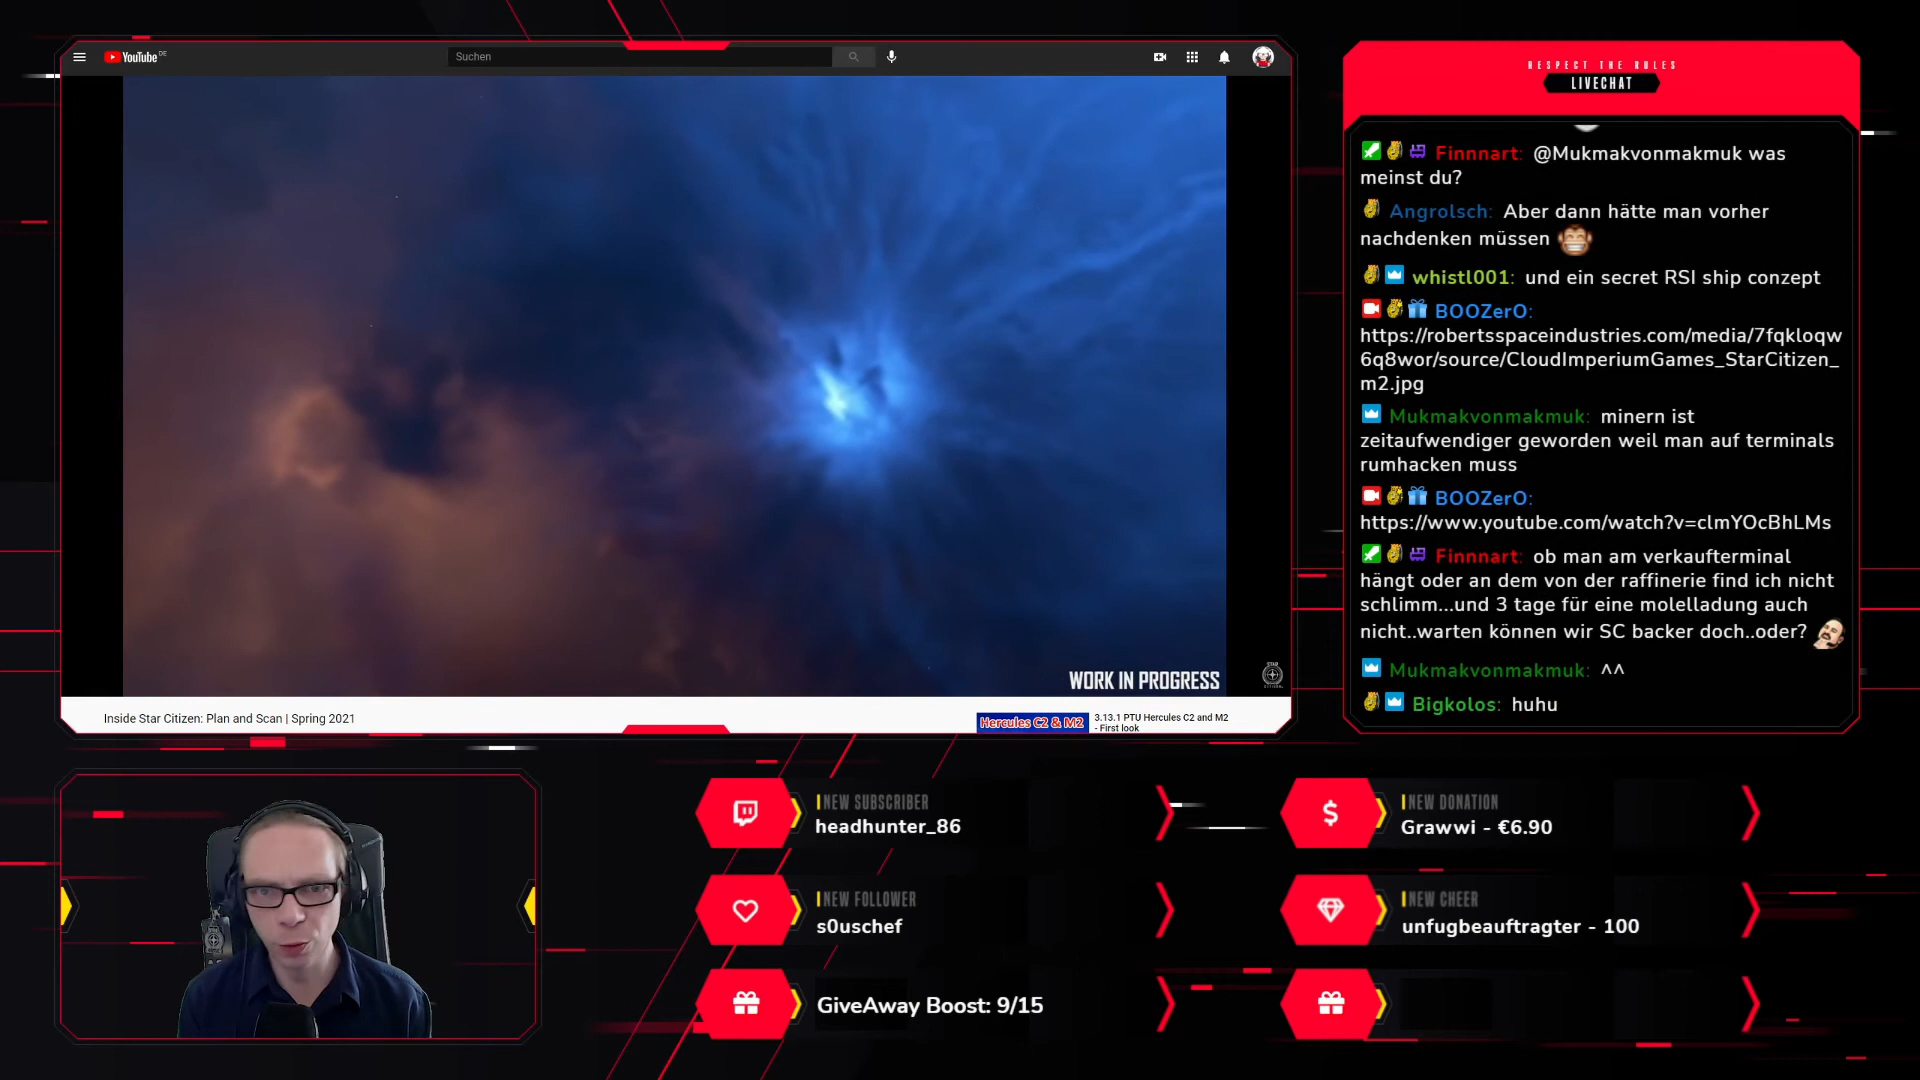 YouTube DE
Suchen
WORK IN PROGRESS
Inside Star Citizen: Plan and Scan | Spring 2021
Hercules C2 & M2
3.13.1 PTU Hercules C2 and M2
- First look
RESPECT THE RULES
LIVECHAT
Finnnart: @Mukmakvonmakmuk was
meinst du?
Angrolsch: Aber dann hätte man vorher
nachdenken müssen
whistl001: und ein secret RSI ship conzept
BOOZerO:
https://robertsspaceindustries.com/media/7fqkloqw
6q8wor/source/CloudImperiumGames_StarCitizen_
m2.jpg
Mukmakvonmakmuk: minern ist
zeitaufwendiger geworden weil man auf terminals
rumhacken muss
BOOZerO:
https://www.youtube.com/watch?v=clmYOcBhLMs
Finnnart: ob man am verkaufterminal
hängt oder an dem von der raffinerie find ich nicht
schlimm...und 3 tage für eine molelladung auch
nicht..warten können wir SC backer doch..oder?
Mukmakvonmakmuk: ^^
Bigkolos: huhu
NEW SUBSCRIBER
headhunter_86
NEW DONATION
Grawwi - €6.90
NEW FOLLOWER
s0uschef
NEW CHEER
unfugbeauftragter - 100
GiveAway Boost: 9/15